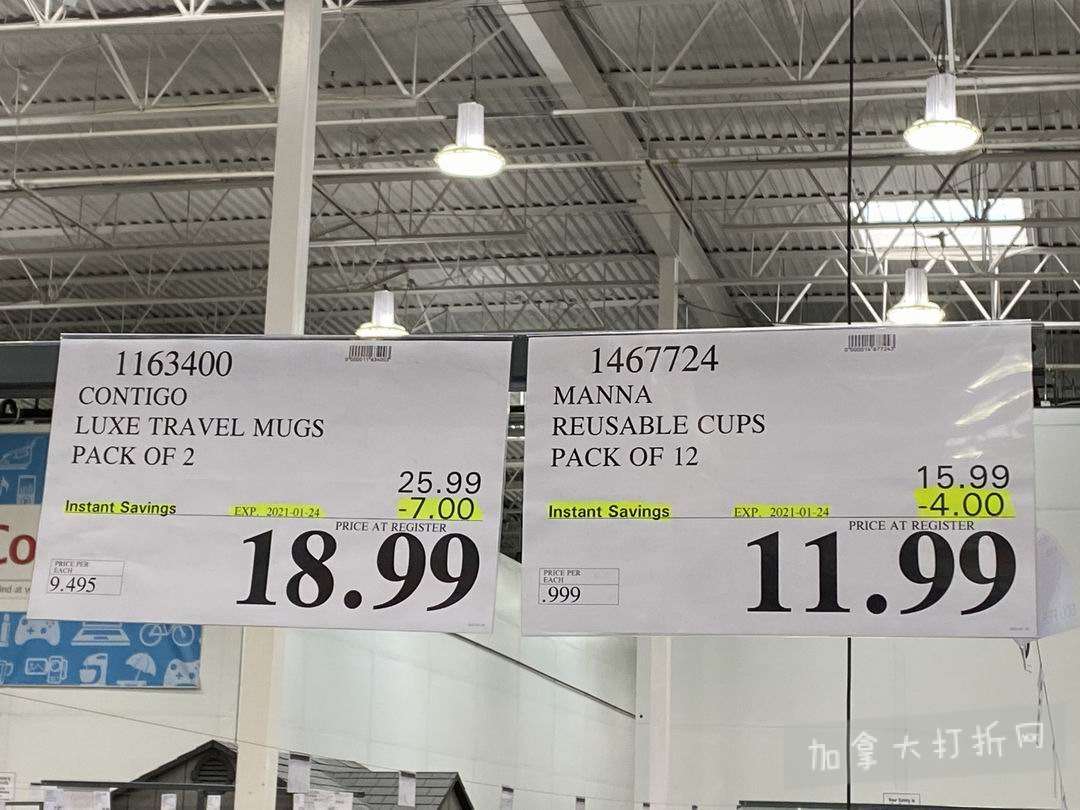 1163400
CONTIGO
LUXE TRAVEL MUGS
PACK OF 2
25.99
Instant Savings EXP. 2021-01-24 -7.00
PRICE AT REGISTER
18.99
PRICE PER
EACH
9.495
1467724
MANNA
REUSABLE CUPS
PACK OF 12
15.99
Instant Savings EXP. 2021-01-24 -4.00
PRICE AT REGISTER
11.99
PRICE PER
EACH
.999
Co
加拿大打折网